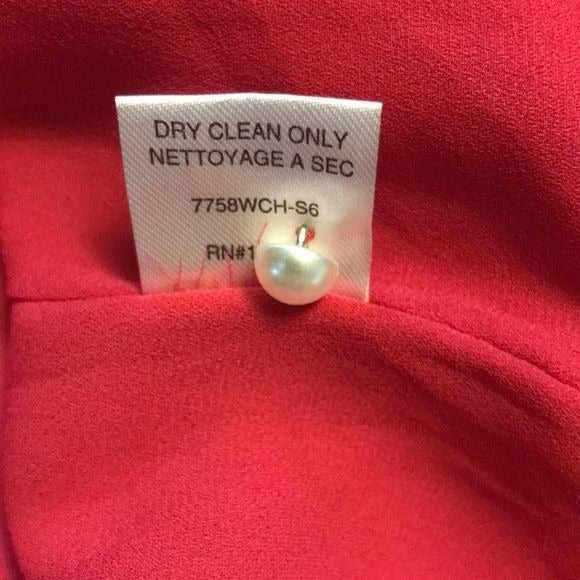 DRY CLEAN ONLY
NETTOYAGE A SEC
7758WCH-S6
RN#1